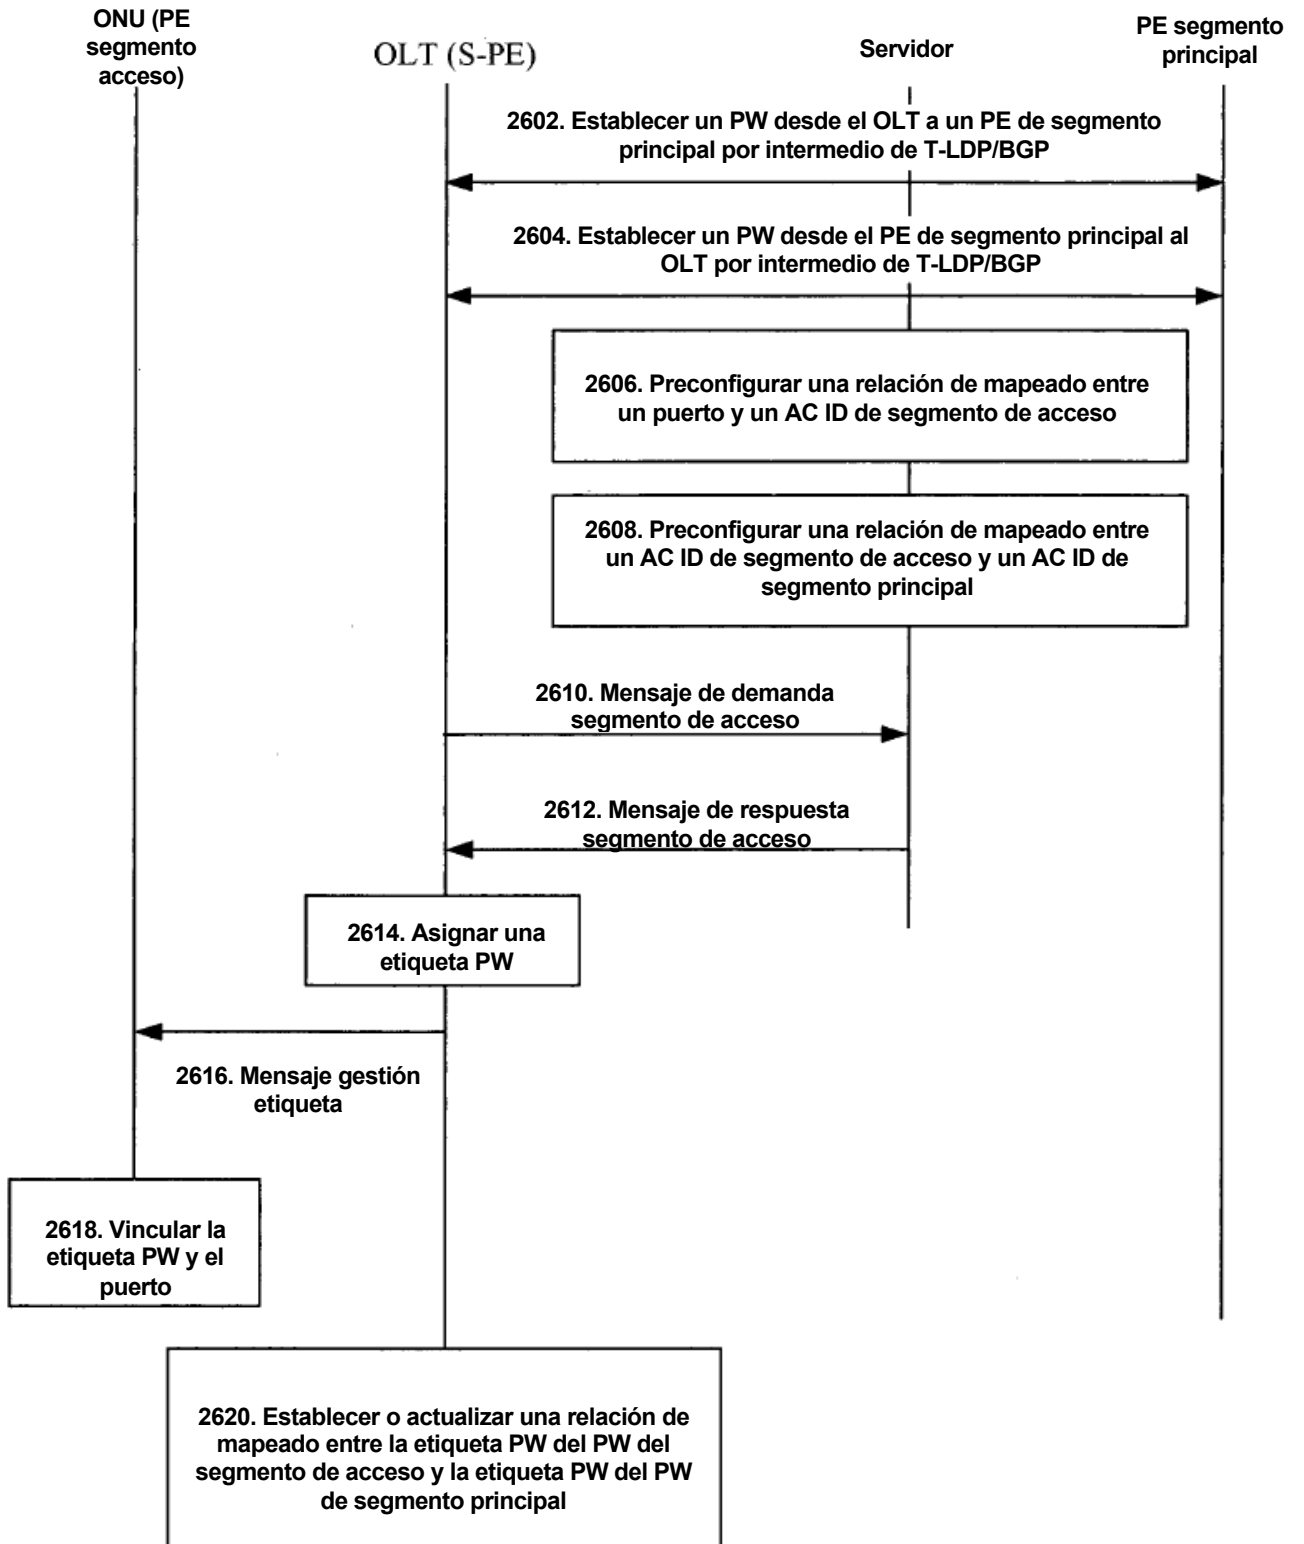 ONU (PE
segmento
acceso)
OLT (S-PE)
Servidor
PE segmento
principal
2602. Establecer un PW desde el OLT a un PE de segmento
principal por intermedio de T-LDP/BGP
2604. Establecer un PW desde el PE de segmento principal al
OLT por intermedio de T-LDP/BGP
2606. Preconfigurar una relación de mapeado entre
un puerto y un AC ID de segmento de acceso
2608. Preconfigurar una relación de mapeado entre
un AC ID de segmento de acceso y un AC ID de
segmento principal
2610. Mensaje de demanda
segmento de acceso
2612. Mensaje de respuesta
segmento de acceso
2614. Asignar una
etiqueta PW
2616. Mensaje gestión
etiqueta
2618. Vincular la
etiqueta PW y el
puerto
2620. Establecer o actualizar una relación de
mapeado entre la etiqueta PW del PW del
segmento de acceso y la etiqueta PW del PW
de segmento principal